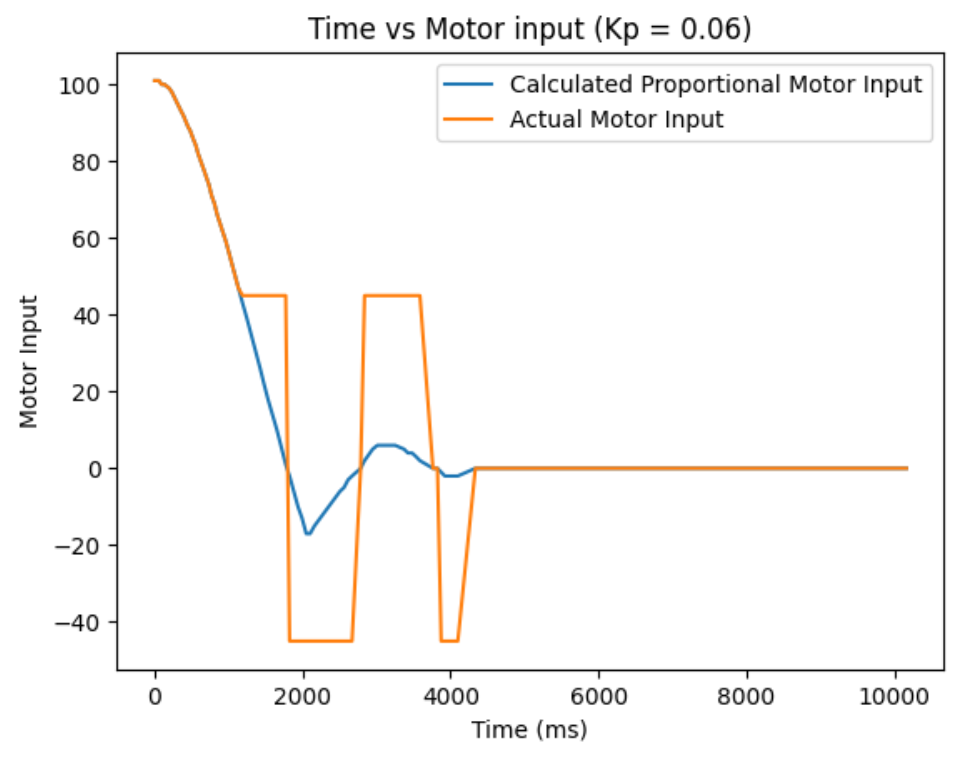 Time vs Motor input (Kp = 0.06)
Calculated Proportional Motor Input
Actual Motor Input
100
80
60
40
20
0
−20
−40
Motor Input
0 2000 4000 6000 8000 10000
Time (ms)